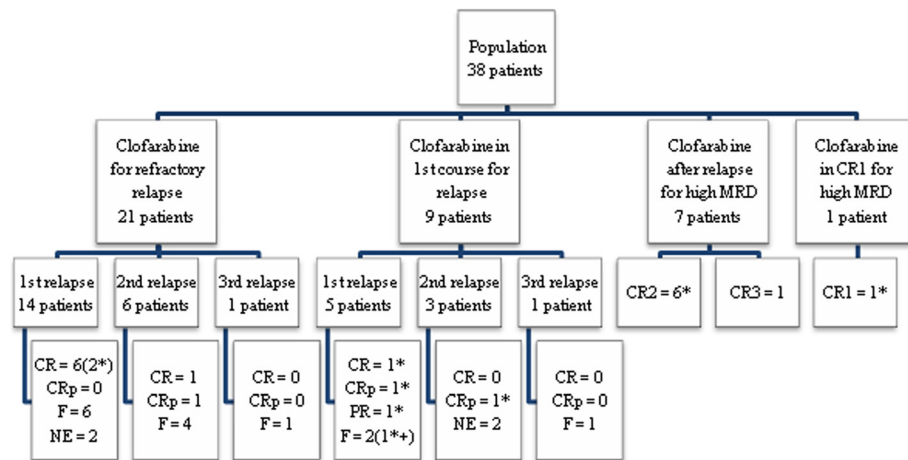 Population
38 patients
Clofarabine
for refractory
relapse
21 patients
Clofarabine in
1st course for
relapse
9 patients
Clofarabine
after relapse
for high MRD
7 patients
Clofarabine
in CR1 for
high MRD
1 patient
1st relapse
14 patients
2nd relapse
6 patients
3rd relapse
1 patient
1st relapse
5 patients
2nd relapse
3 patients
3rd relapse
1 patient
CR2 = 6*
CR3 = 1
CR1 = 1*
CR = 6(2*)
CRp = 0
F = 6
NE = 2
CR = 1
CRp = 1
F = 4
CR = 0
CRp = 0
F = 1
CR = 1*
CRp = 1*
PR = 1*
F = 2(1*+)
CR = 0
CRp = 1*
NE = 2
CR = 0
CRp = 0
F = 1